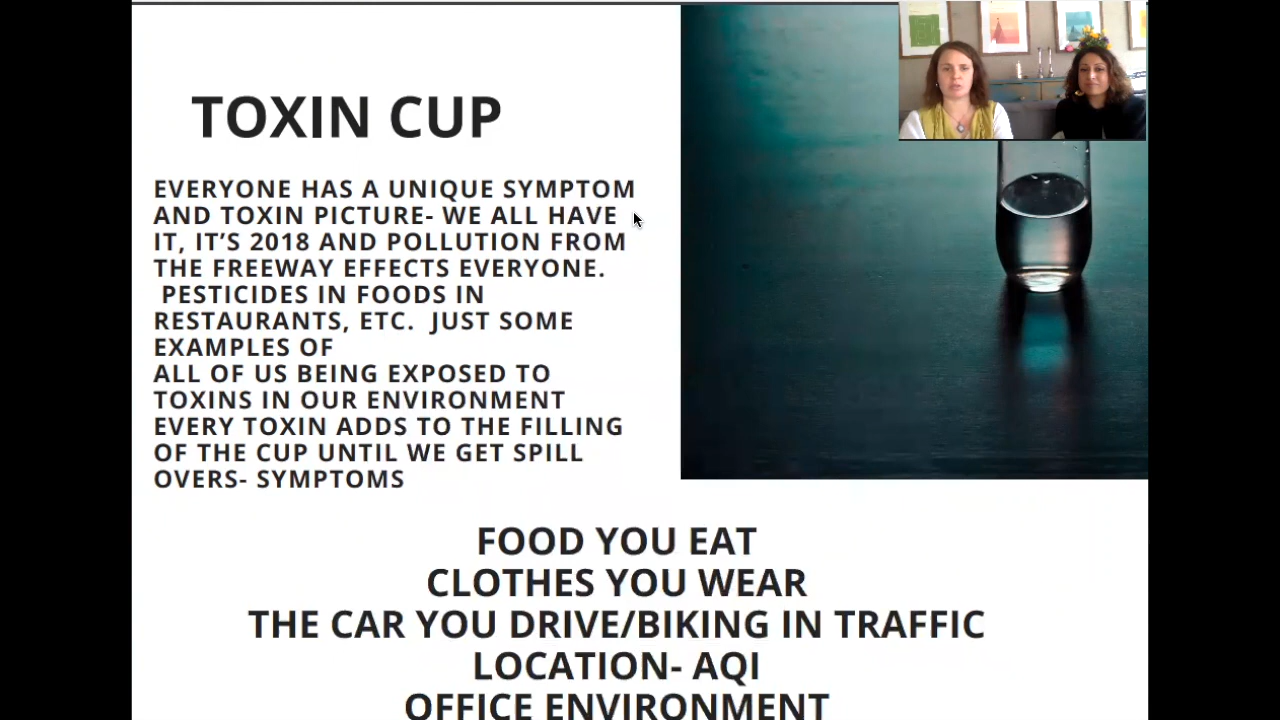 TOXIN CUP
EVERYONE HAS A UNIQUE SYMPTOM
AND TOXIN PICTURE- WE ALL HAVE
IT, IT'S 2018 AND POLLUTION FROM
THE FREEWAY EFFECTS EVERYONE.
PESTICIDES IN FOODS IN
RESTAURANTS, ETC.  JUST SOME
EXAMPLES OF
ALL OF US BEING EXPOSED TO
TOXINS IN OUR ENVIRONMENT
EVERY TOXIN ADDS TO THE FILLING
OF THE CUP UNTIL WE GET SPILL
OVERS- SYMPTOMS
FOOD YOU EAT
CLOTHES YOU WEAR
THE CAR YOU DRIVE/BIKING IN TRAFFIC
LOCATION- AQI
OFFICE ENVIRONMENT